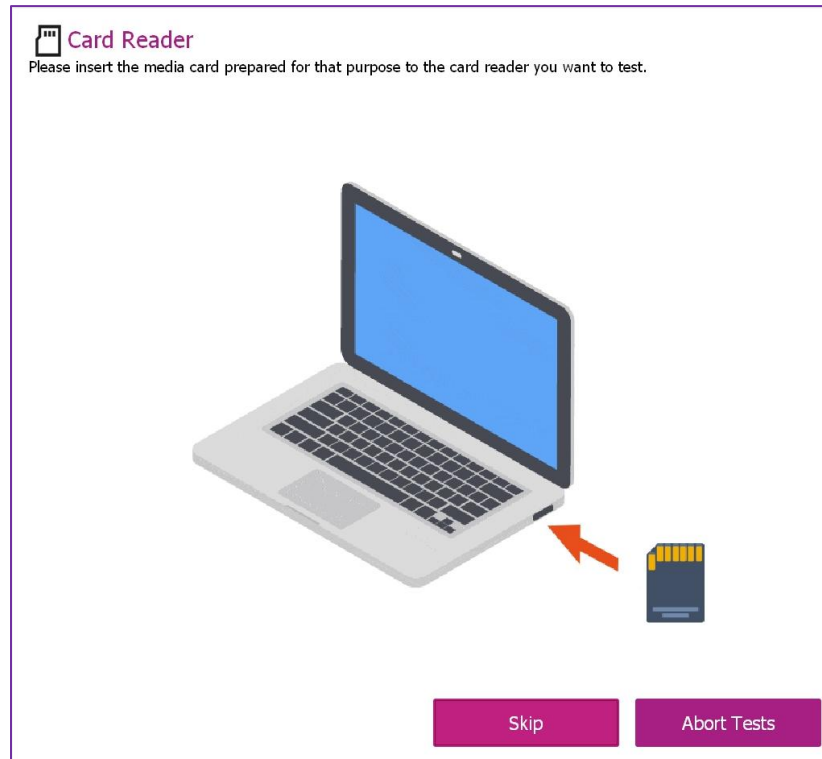 Card Reader
Please insert the media card prepared for that purpose to the card reader you want to test.
Skip
Abort Tests